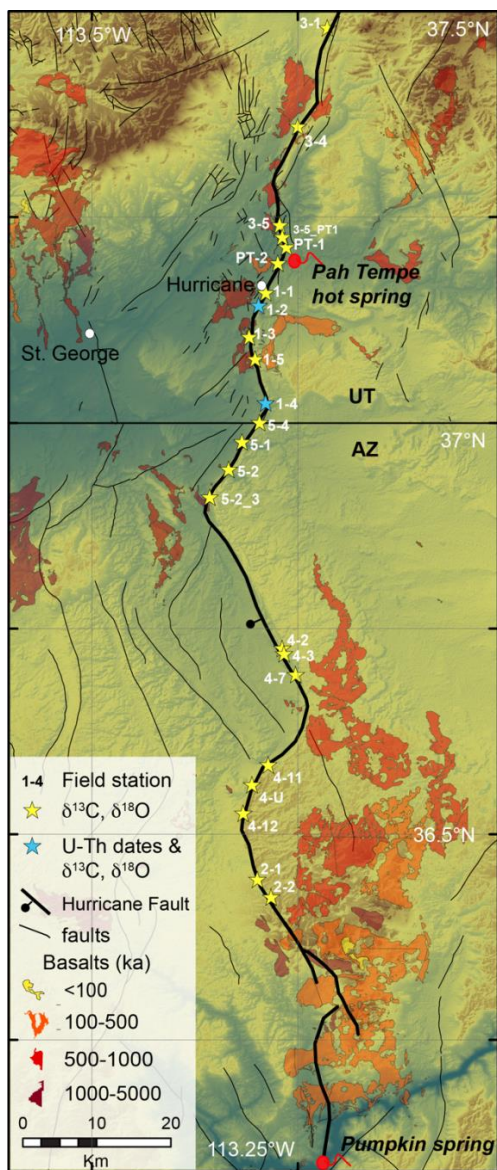 113.5°W
37.5°N
3-1
3-4
3-5
3-5_PT1
PT-1
PT-2
Pah Tempe
hot spring
Hurricane
1-1
1-2
1-3
St. George
1-5
UT
1-4
5-4
37°N
AZ
5-1
5-2
5-2_3
4-2
4-3
4-7
4-11
4-U
4-12
36.5°N
2-1
2-2
1-4 Field station
δ13C, δ18O
U-Th dates &
δ13C, δ18O
Hurricane Fault
faults
Basalts (ka)
<100
100-500
500-1000
1000-5000
0 10 20
Km
113.25°W
Pumpkin spring